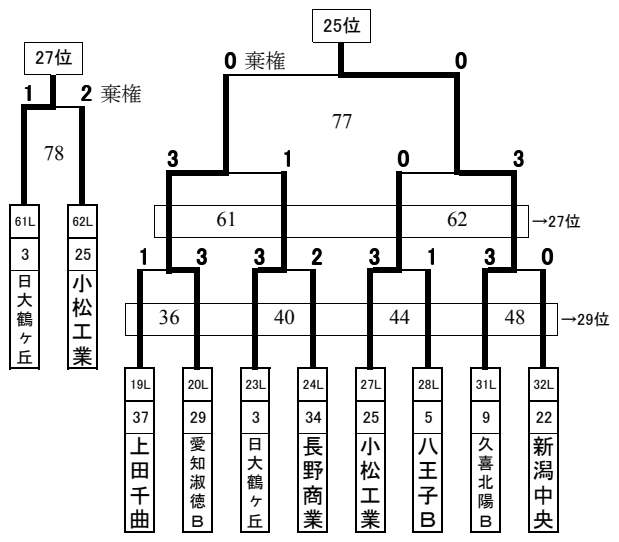 25位
27位
0 棄権 0
1 2 棄権
77
78
3 1 0 3
61L 62L
61 62 →27位
3 25
日大鶴ヶ丘
小松工業
1 3 3 2 3 1 3 0
36 40 44 48 →29位
19L 20L 23L 24L 27L 28L 31L 32L
37 29 3 34 25 5 9 22
上田千曲
愛知淑徳B
日大鶴ヶ丘
長野商業
小松工業
八王子B
久喜北陽B
新潟中央